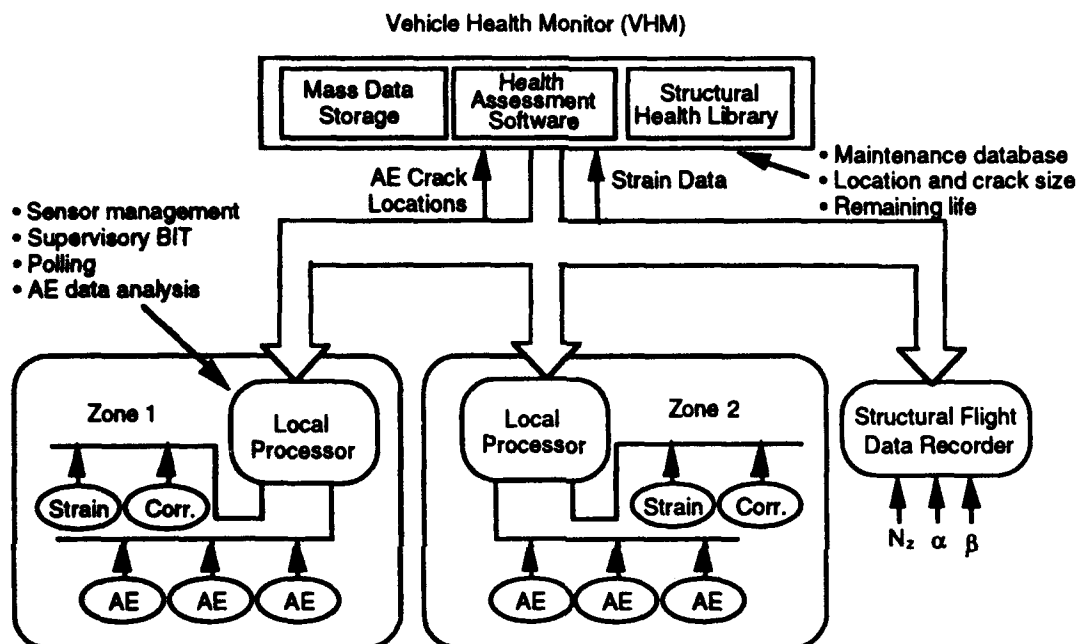 Vehicle Health Monitor (VHM)
Mass Data
Storage
Health
Assessment
Software
Structural
Health Library
AE Crack
Locations
Strain Data
• Maintenance database
• Location and crack size
• Remaining life
• Sensor management
• Supervisory BIT
• Polling
• AE data analysis
Zone 1
Local
Processor
Strain
Corr.
AE
AE
AE
Local
Processor
Zone 2
Strain
Corr.
AE
AE
AE
Structural Flight
Data Recorder
Nz α β